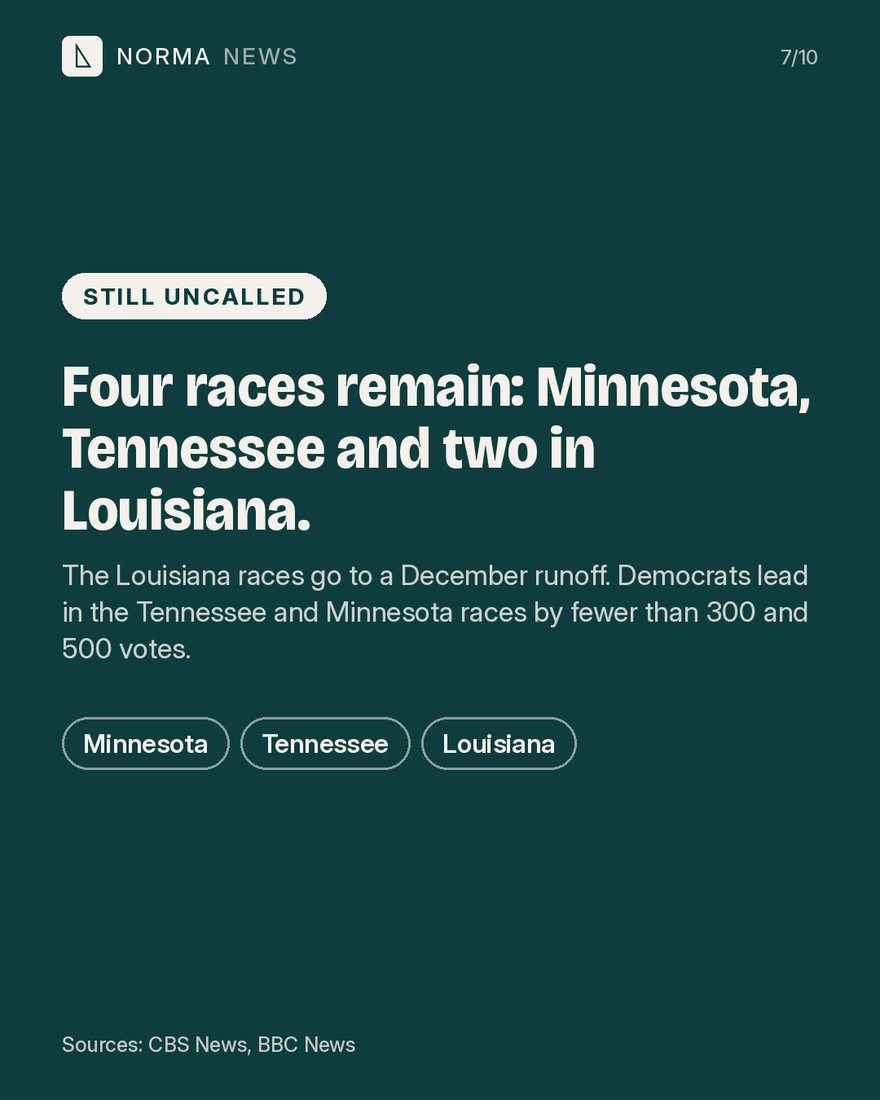 NORMA NEWS
7/10
STILL UNCALLED
Four races remain: Minnesota,
Tennessee and two in
Louisiana.
The Louisiana races go to a December runoff. Democrats lead
in the Tennessee and Minnesota races by fewer than 300 and
500 votes.
Minnesota
Tennessee
Louisiana
Sources: CBS News, BBC News